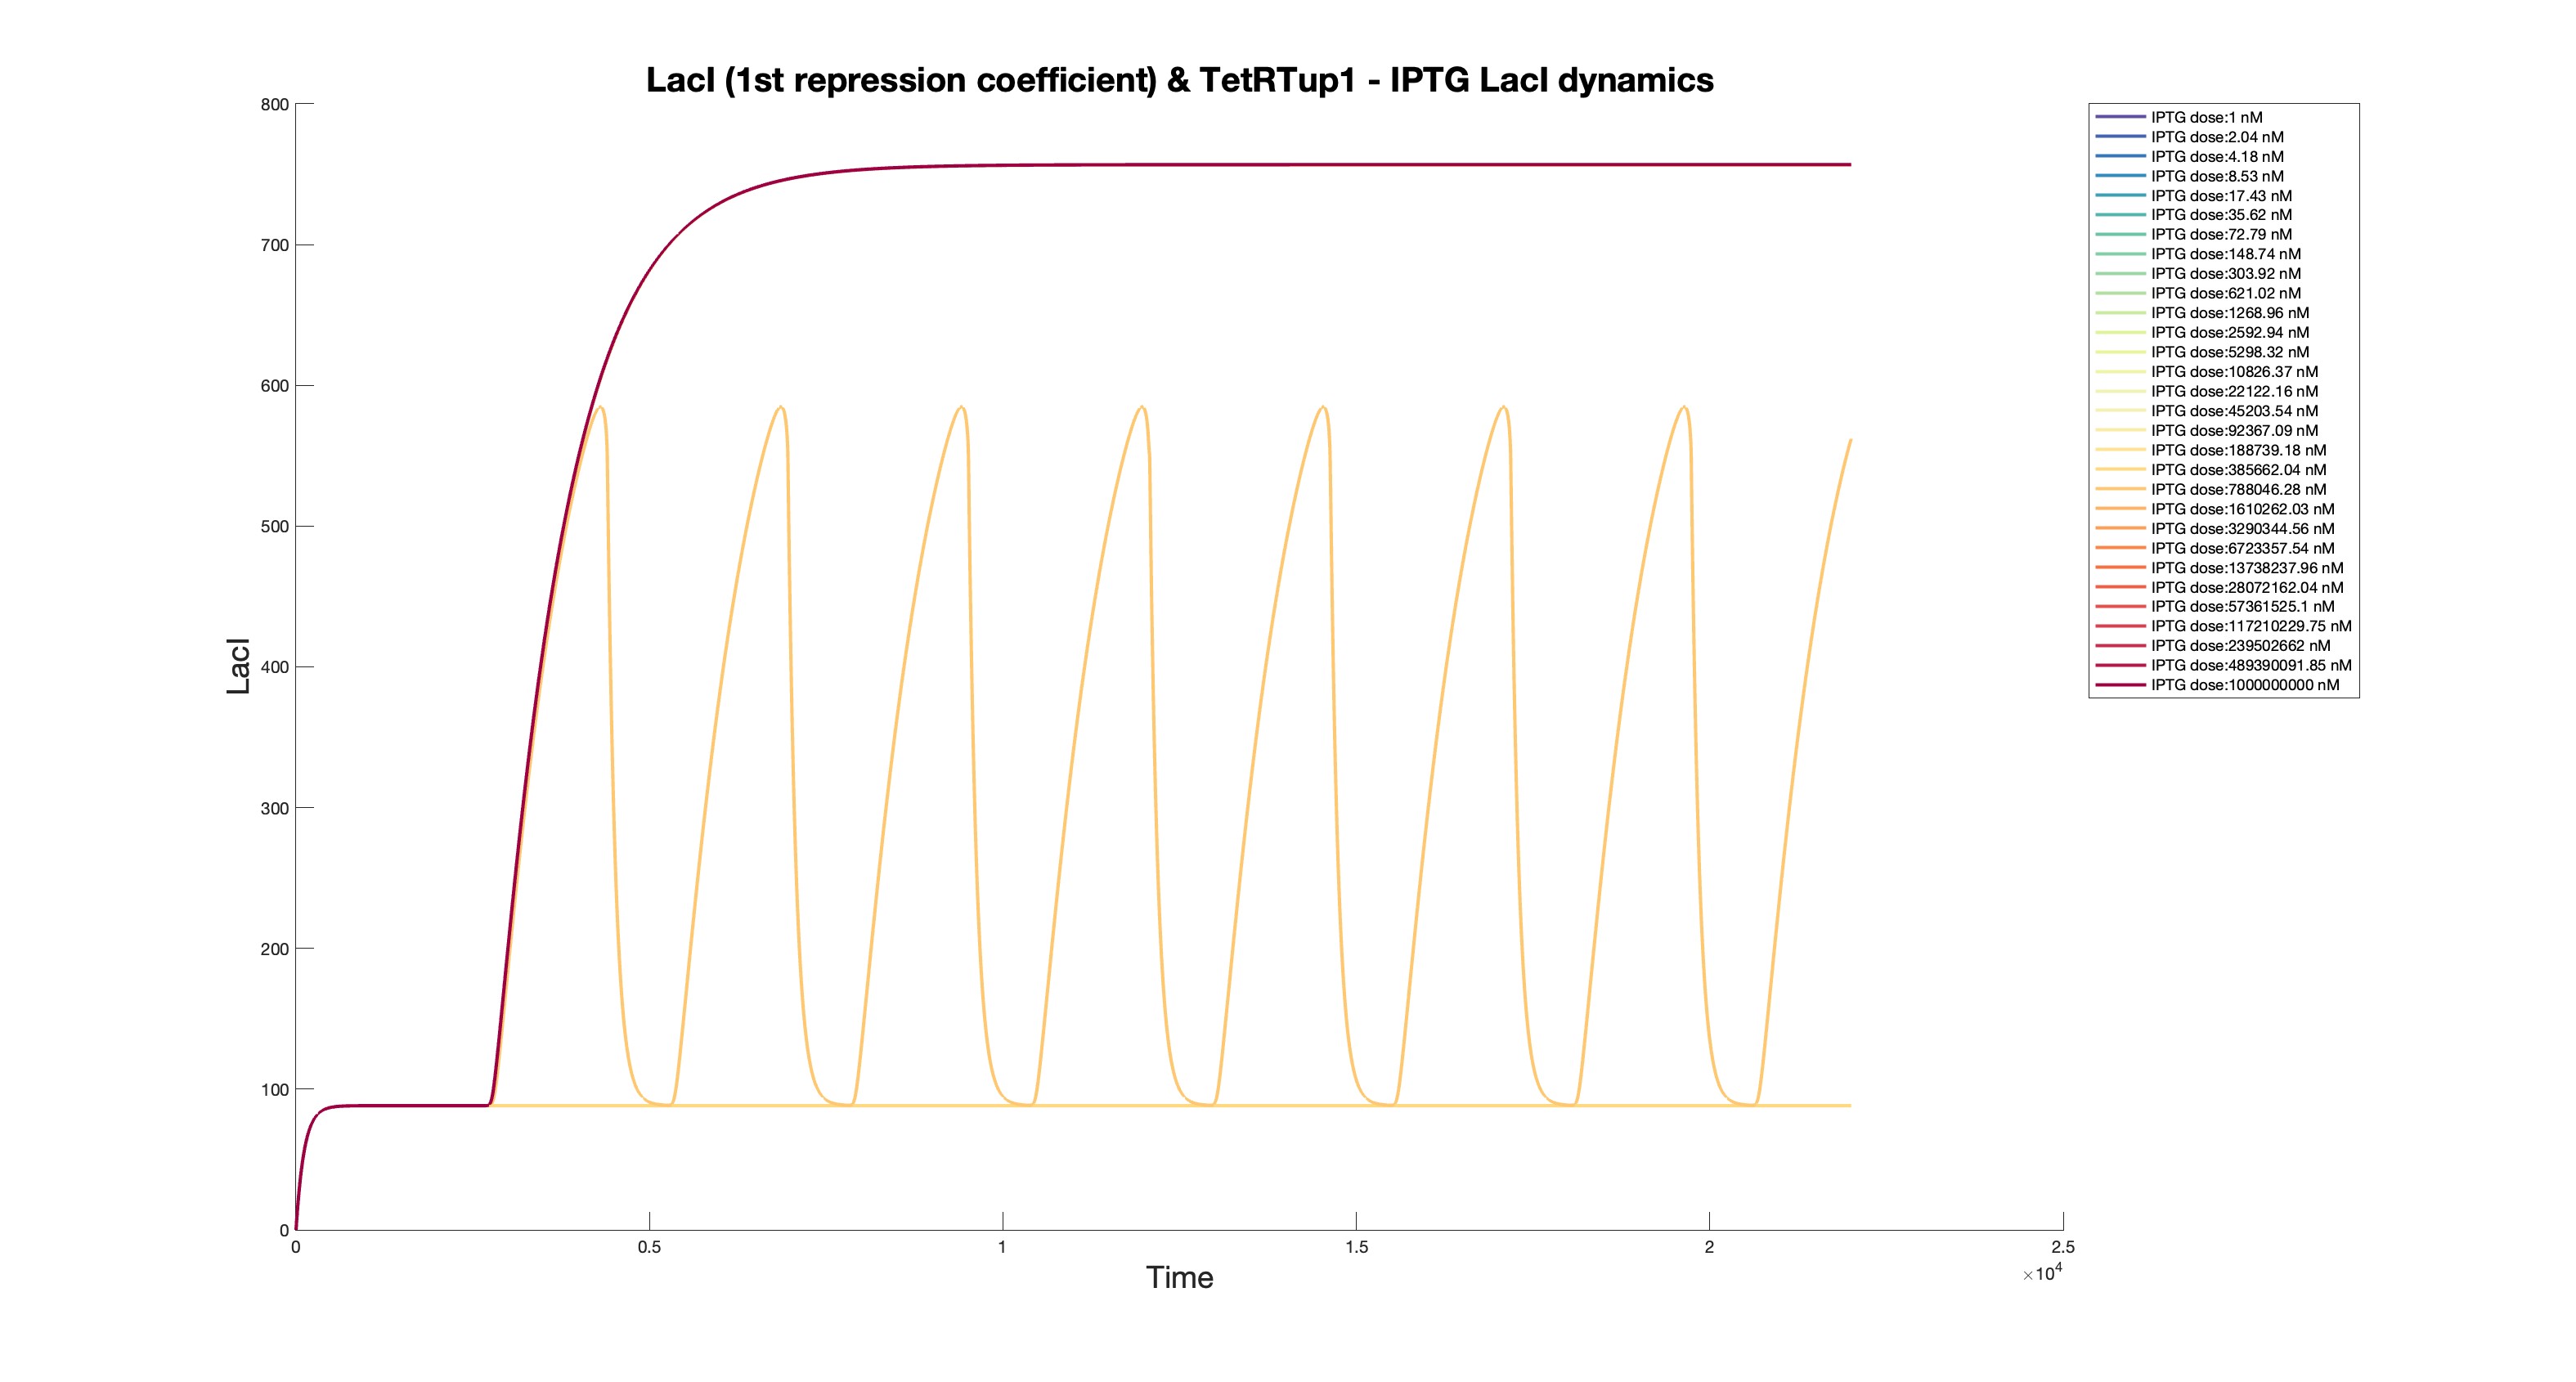 LacI (1st repression coefficient) & TetRTup1 - IPTG LacI dynamics
800
700
600
500
400
300
200
100
0
LacI
0
0.5
1
1.5
2
2.5
×10⁴
Time
IPTG dose:1 nM
IPTG dose:2.04 nM
IPTG dose:4.18 nM
IPTG dose:8.53 nM
IPTG dose:17.43 nM
IPTG dose:35.62 nM
IPTG dose:72.79 nM
IPTG dose:148.74 nM
IPTG dose:303.92 nM
IPTG dose:621.02 nM
IPTG dose:1268.96 nM
IPTG dose:2592.94 nM
IPTG dose:5298.32 nM
IPTG dose:10826.37 nM
IPTG dose:22122.16 nM
IPTG dose:45203.54 nM
IPTG dose:92367.09 nM
IPTG dose:188739.18 nM
IPTG dose:385662.04 nM
IPTG dose:788046.28 nM
IPTG dose:1610262.03 nM
IPTG dose:3290344.56 nM
IPTG dose:6723357.54 nM
IPTG dose:13738237.96 nM
IPTG dose:28072162.04 nM
IPTG dose:57361525.1 nM
IPTG dose:117210229.75 nM
IPTG dose:239502662 nM
IPTG dose:489390091.85 nM
IPTG dose:1000000000 nM